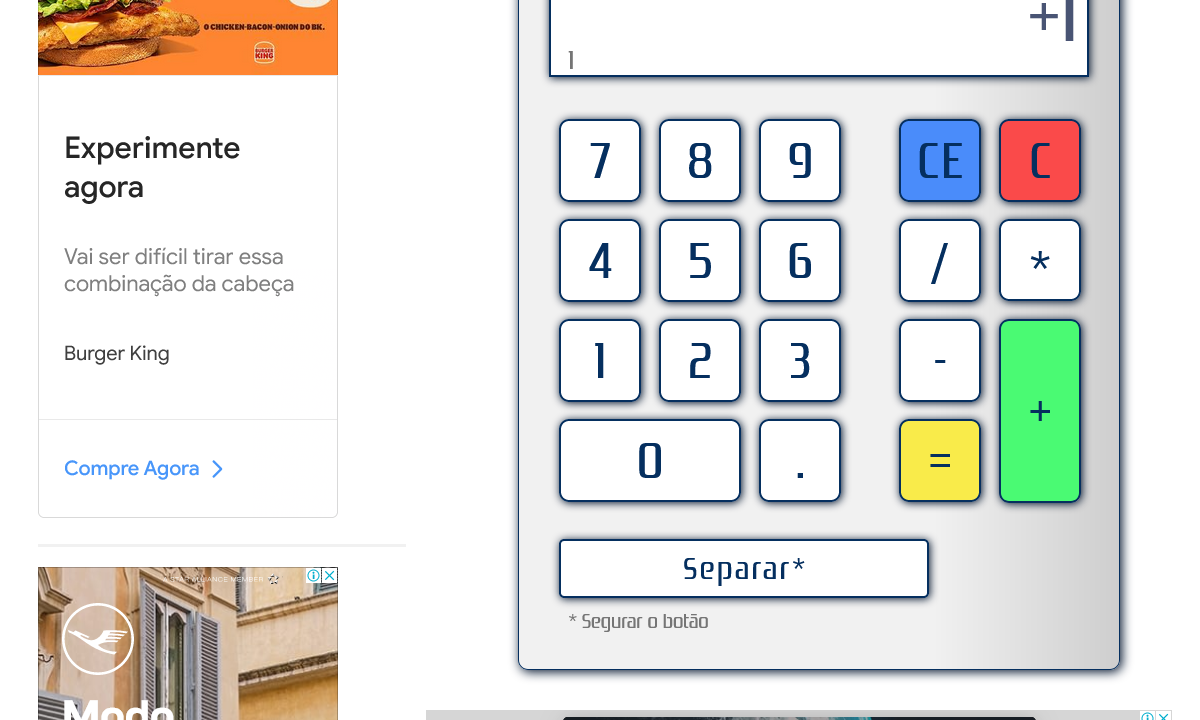 O CHICKEN-BACON-ONION DO BK.
BURGER
KING
Experimente
agora
Vai ser difícil tirar essa
combinação da cabeça
Burger King
Compre Agora
A STAR ALLIANCE MEMBER
Modo
+
1
7 8 9 CE C
4 5 6 / *
1 2 3 -
+
0 . =
Separar*
* Segurar o botão